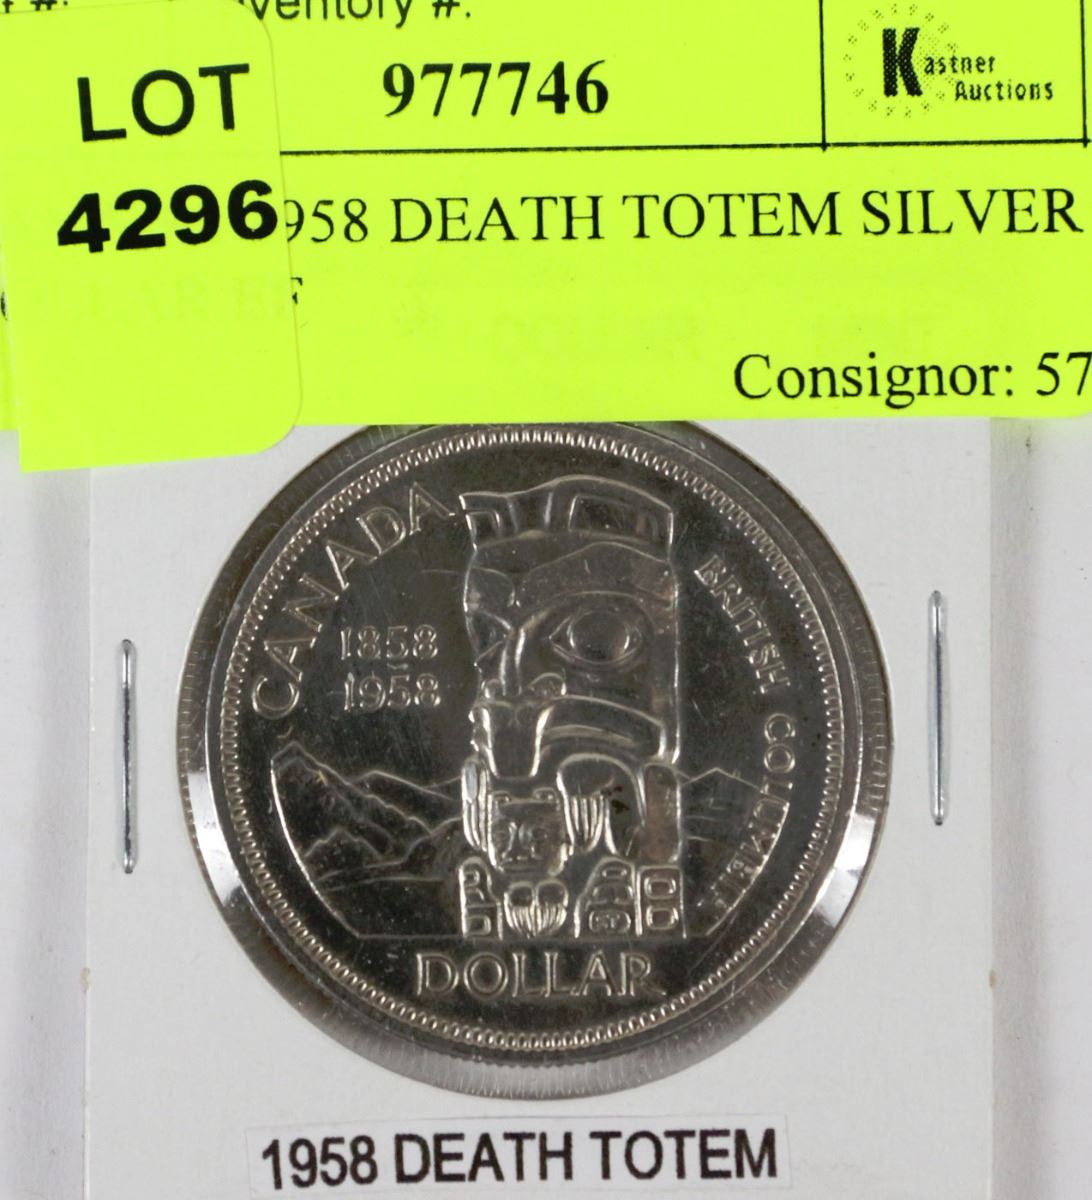 ventory #:
LOT
4296
977746
Kastner
Auctions
958 DEATH TOTEM SILVER
Consignor: 57
CANADA
1858
1958
BRITISH COLUMBIA
DOLLAR
1958 DEATH TOTEM